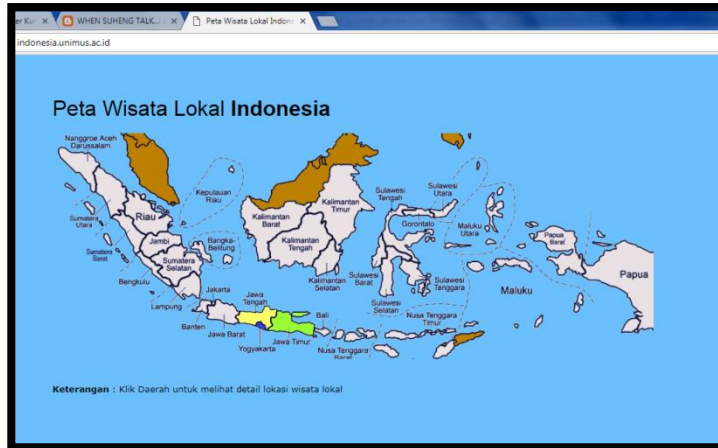 er Ku
WHEN SUHENG TALK...
Peta Wisata Lokal Indone
indonesia.unimus.ac.id
Peta Wisata Lokal Indonesia
Nanggroe Aceh
Darussalam
Sumatera
Utara
Sumatera
Barat
Riau
Kepulauan
Riau
Jambi
Sumatera
Selatan
Bangka-
Belitung
Bengkulu
Lampung
Jakarta
Banten
Jawa Barat
Jawa
Tengah
Yogyakarta
Jawa Timur
Bali
Kalimantan
Barat
Kalimantan
Tengah
Kalimantan
Timur
Kalimantan
Selatan
Sulawesi
Tengah
Sulawesi
Utara
Gorontalo
Sulawesi
Barat
Sulawesi
Selatan
Sulawesi
Tenggara
Nusa Tenggara
Barat
Nusa Tenggara
Timur
Maluku
Utara
Maluku
Papua
Barat
Papua
Keterangan : Klik Daerah untuk melihat detail lokasi wisata lokal